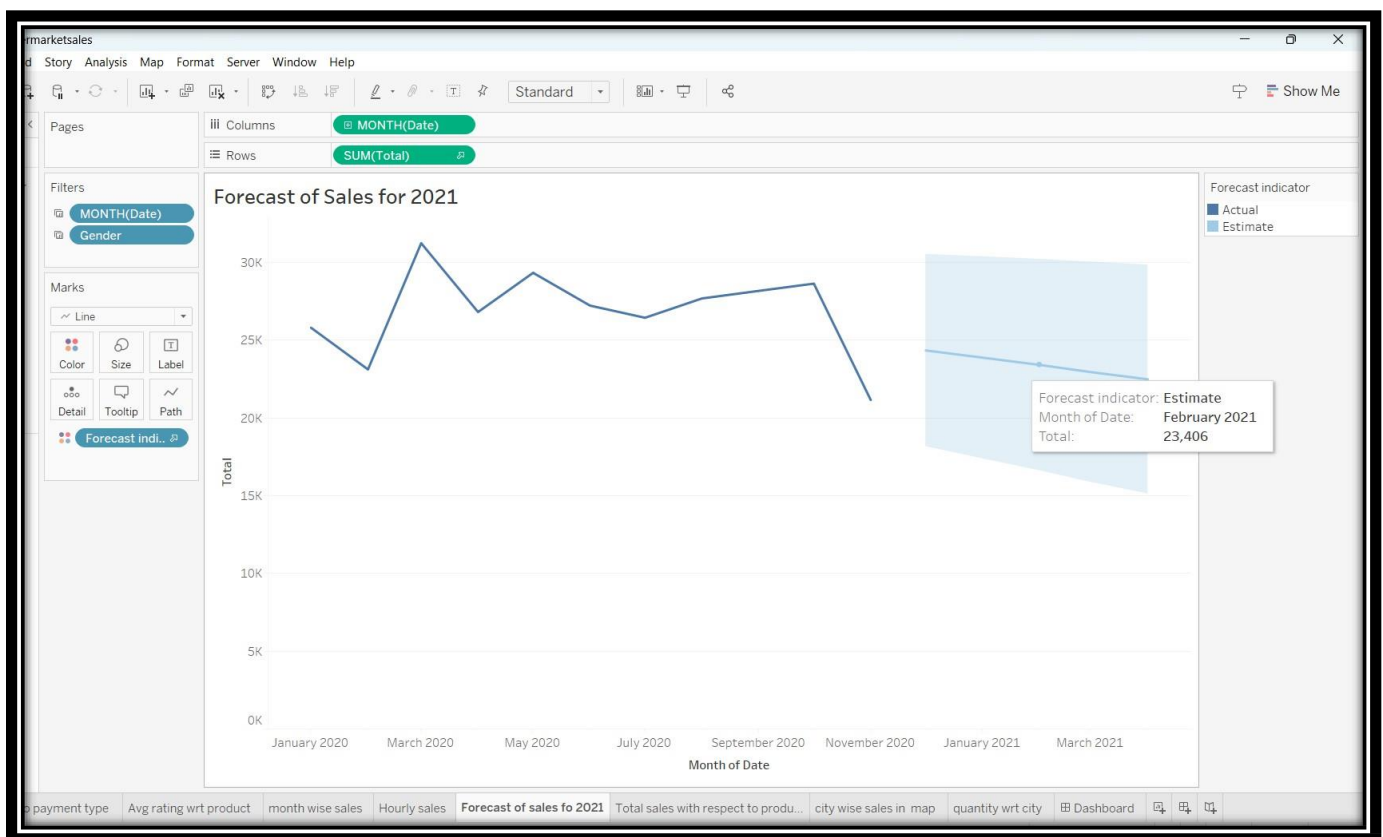 rmarketsales
d Story Analysis Map Format Server Window Help
Standard
Show Me
Pages
Columns
MONTH(Date)
Rows
SUM(Total)
Filters
MONTH(Date)
Gender
Marks
Line
Color Size Label
Detail Tooltip Path
Forecast indi..
Forecast of Sales for 2021
30K
25K
20K
15K
10K
5K
0K
Total
January 2020 March 2020 May 2020 July 2020 September 2020 November 2020 January 2021 March 2021
Month of Date
Forecast indicator: Estimate
Month of Date: February 2021
Total: 23,406
Forecast indicator
Actual
Estimate
o payment type Avg rating wrt product month wise sales Hourly sales Forecast of sales fo 2021 Total sales with respect to produ... city wise sales in map quantity wrt city Dashboard